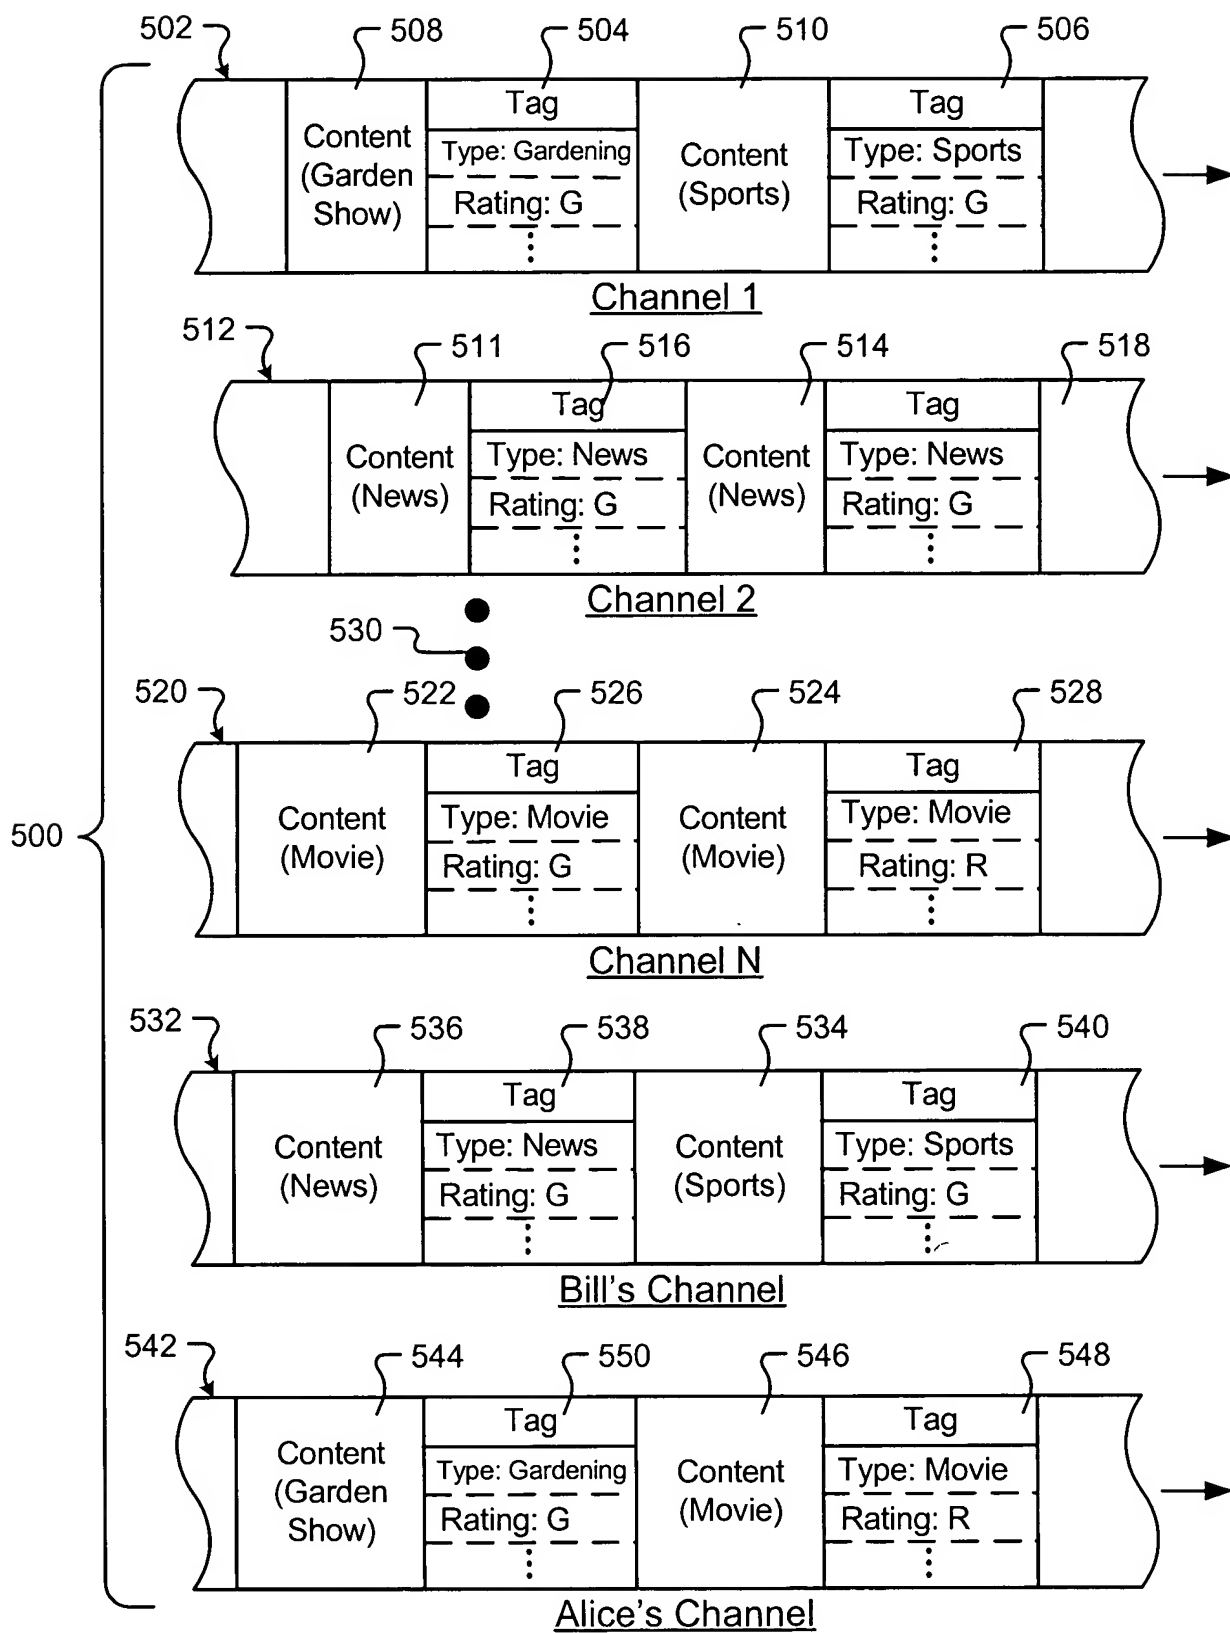 502 508 504 510 506
Tag Tag
Content
(Garden
Show)
Type: Gardening
Rating: G
Content
(Sports)
Type: Sports
Rating: G
Channel 1
512 511 516 514 518
Tag Tag
Content
(News)
Type: News
Rating: G
Content
(News)
Type: News
Rating: G
Channel 2
530
520 522 526 524 528
Tag Tag
500
Content
(Movie)
Type: Movie
Rating: G
Content
(Movie)
Type: Movie
Rating: R
Channel N
532 536 538 534 540
Tag Tag
Content
(News)
Type: News
Rating: G
Content
(Sports)
Type: Sports
Rating: G
Bill's Channel
542 544 550 546 548
Tag Tag
Content
(Garden
Show)
Type: Gardening
Rating: G
Content
(Movie)
Type: Movie
Rating: R
Alice's Channel